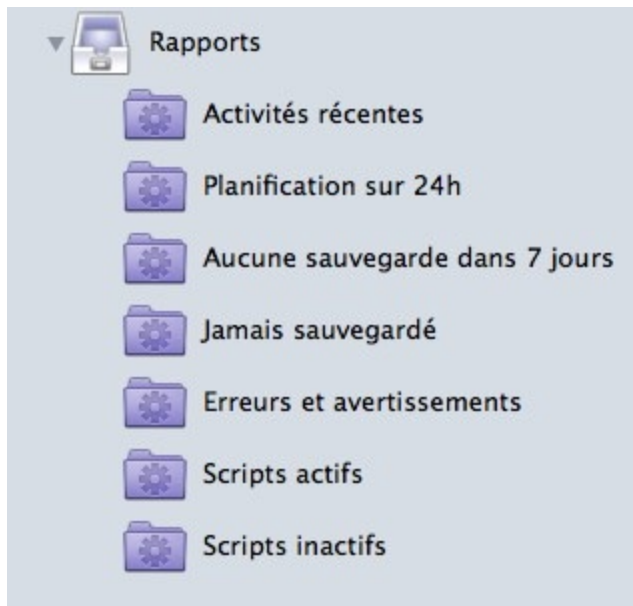 Rapports
Activités récentes
Planification sur 24h
Aucune sauvegarde dans 7 jours
Jamais sauvegardé
Erreurs et avertissements
Scripts actifs
Scripts inactifs